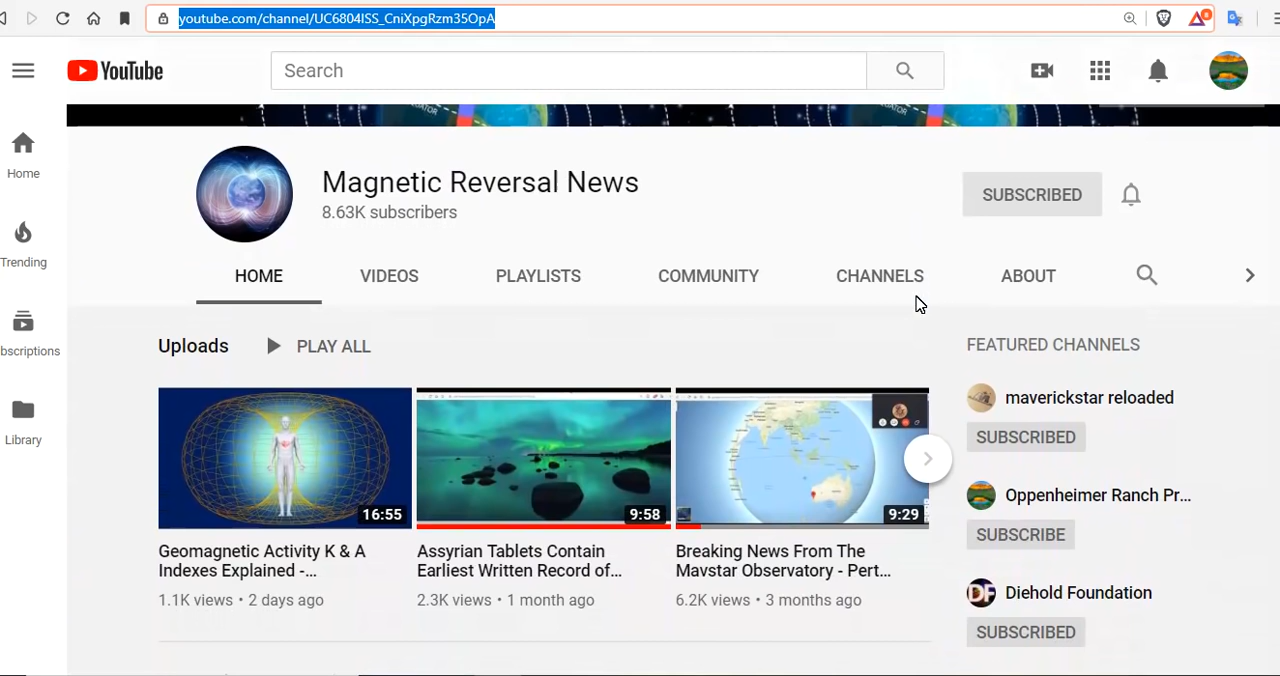 youtube.com/channel/UC6804ISS_CniXpgRzm35OpA
YouTube
Search
EQUATOR
Home
Trending
bscriptions
Library
Magnetic Reversal News
8.63K subscribers
SUBSCRIBED
HOME VIDEOS PLAYLISTS COMMUNITY CHANNELS ABOUT
Uploads PLAY ALL
16:55
Geomagnetic Activity K & A
Indexes Explained -...
1.1K views • 2 days ago
9:58
Assyrian Tablets Contain
Earliest Written Record of...
2.3K views • 1 month ago
9:29
Breaking News From The
Mavstar Observatory - Pert...
6.2K views • 3 months ago
FEATURED CHANNELS
maverickstar reloaded
SUBSCRIBED
Oppenheimer Ranch Pr...
SUBSCRIBE
DF
Diehold Foundation
SUBSCRIBED